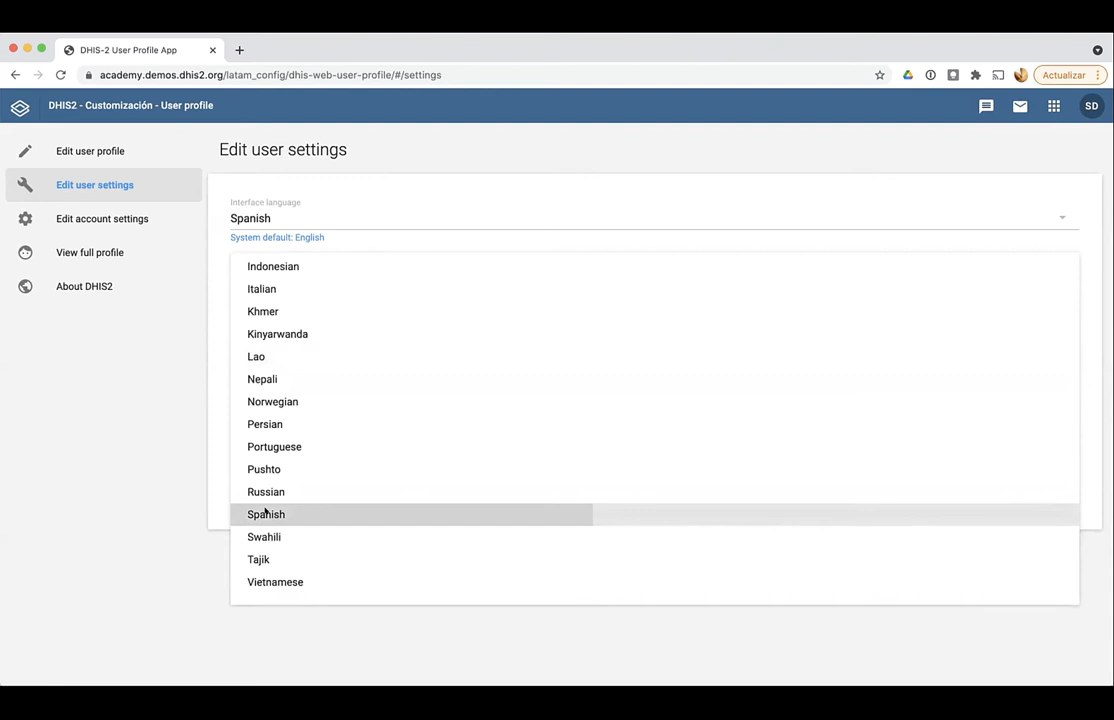 DHIS-2 User Profile App
academy.demos.dhis2.org/latam_config/dhis-web-user-profile/#/settings
Actualizar
DHIS2 - Customización - User profile
SD
Edit user profile
Edit user settings
Edit account settings
View full profile
About DHIS2
Edit user settings
Interface language
Spanish
System default: English
Indonesian
Italian
Khmer
Kinyarwanda
Lao
Nepali
Norwegian
Persian
Portuguese
Pushto
Russian
Spanish
Swahili
Tajik
Vietnamese